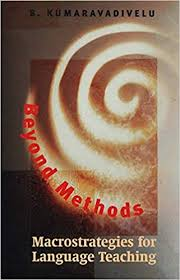 B. KUMARAVADIVELU
Beyond Methods
Macrostrategies for
Language Teaching